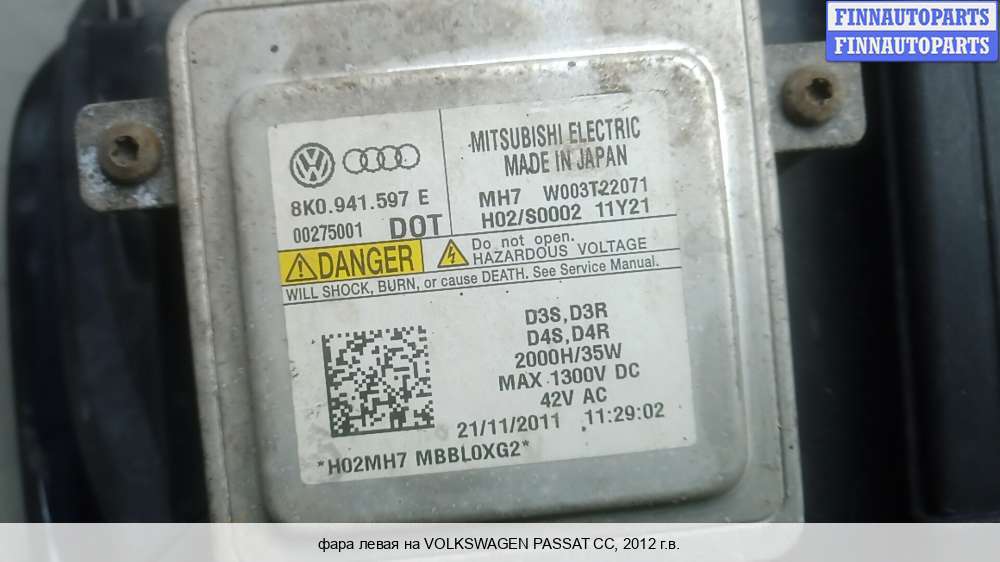 FINNAUTOPARTS
FINNAUTOPARTS
8K0.941.597 E
00275001 DOT
MITSUBISHI ELECTRIC
MADE IN JAPAN
MH7 W003T22071
H02/S0002 11Y21
DANGER
Do not open.
HAZARDOUS VOLTAGE
WILL SHOCK, BURN, or cause DEATH. See Service Manual.
D3S,D3R
D4S,D4R
2000H/35W
MAX 1300V DC
42V AC
21/11/2011 11:29:02
*H02MH7 MBBL0XG2*
фара левая на VOLKSWAGEN PASSAT CC, 2012 г.в.